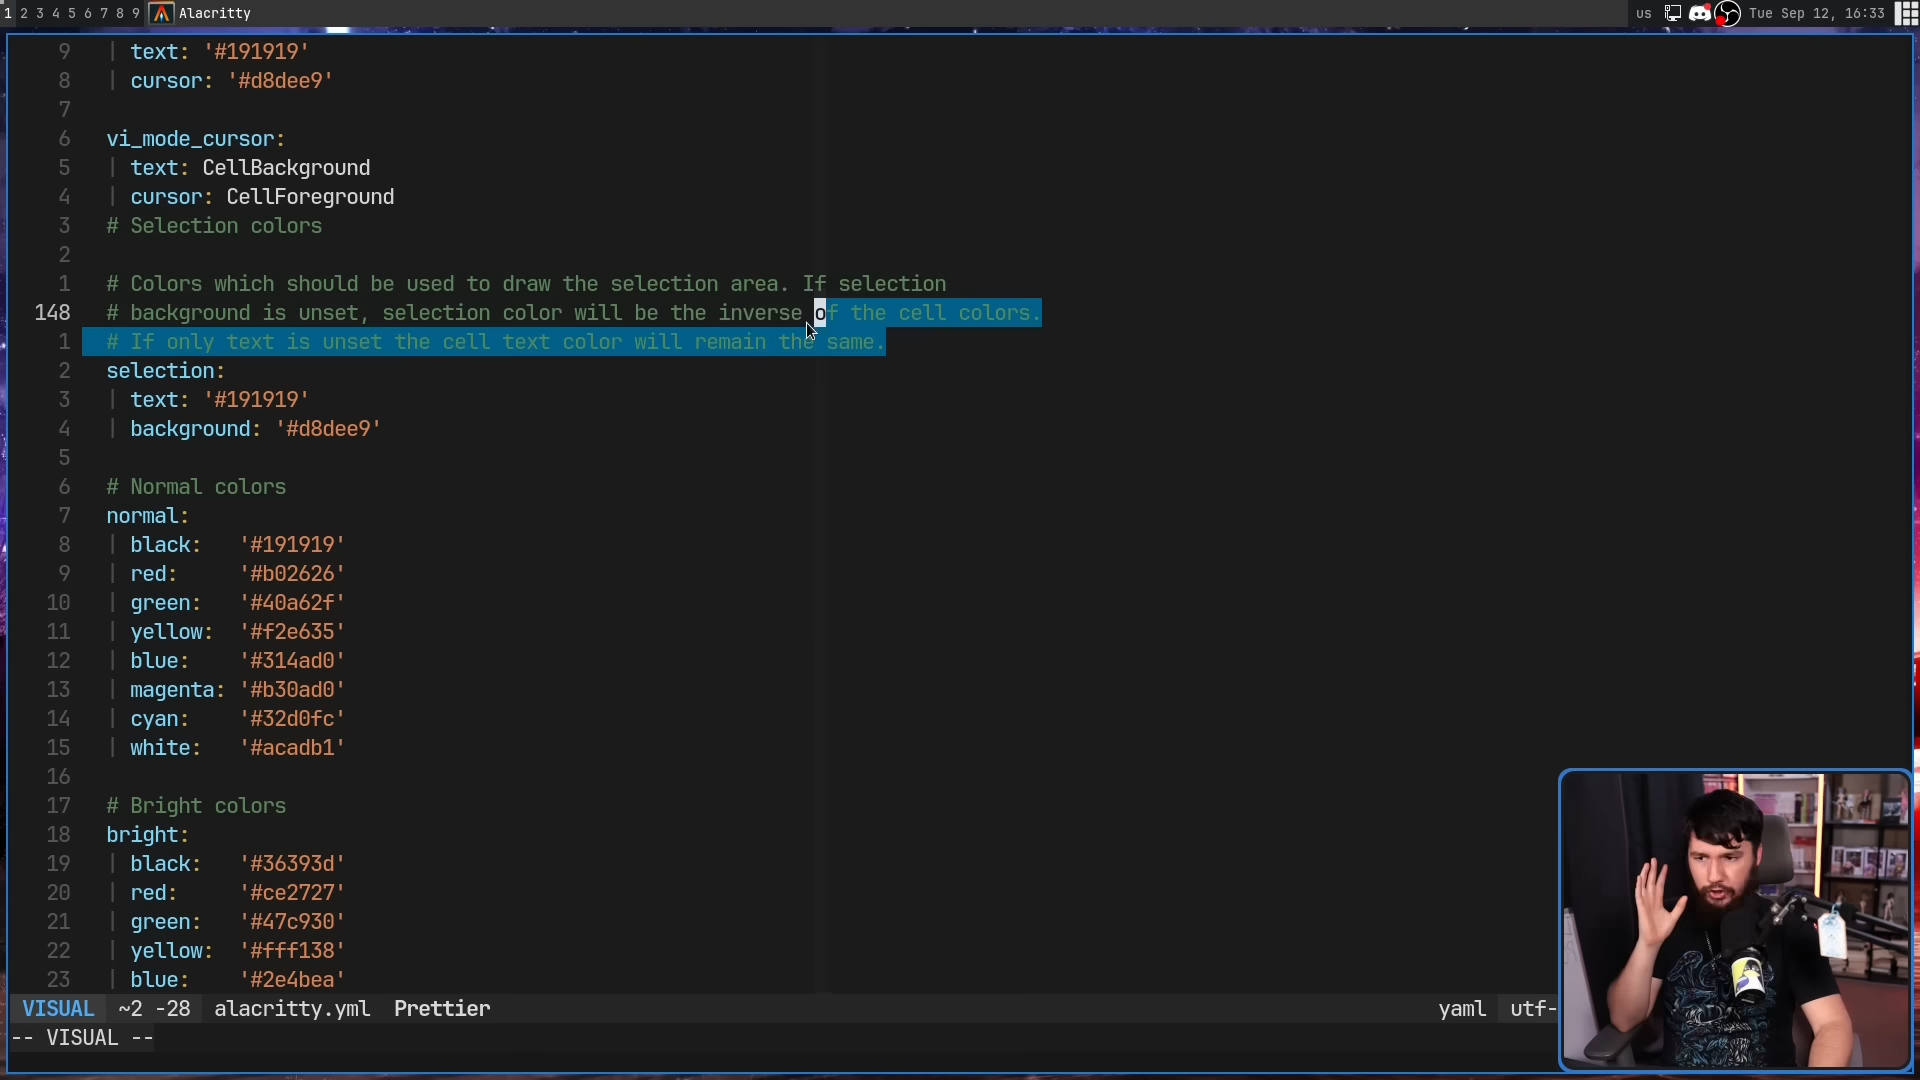 1 2 3 4 5 6 7 8 9 Alacritty us Tue Sep 12, 16:33
9 | text: '#191919'
8 | cursor: '#d8dee9'
7
6 vi_mode_cursor:
5 | text: CellBackground
4 | cursor: CellForeground
3 # Selection colors
2
1 # Colors which should be used to draw the selection area. If selection
148 # background is unset, selection color will be the inverse of the cell colors.
1 # If only text is unset the cell text color will remain the same.
2 selection:
3 | text: '#191919'
4 | background: '#d8dee9'
5
6 # Normal colors
7 normal:
8 | black: '#191919'
9 | red: '#b02626'
10 | green: '#40a62f'
11 | yellow: '#f2e635'
12 | blue: '#314ad0'
13 | magenta: '#b30ad0'
14 | cyan: '#32d0fc'
15 | white: '#acadb1'
16
17 # Bright colors
18 bright:
19 | black: '#36393d'
20 | red: '#ce2727'
21 | green: '#47c930'
22 | yellow: '#fff138'
23 | blue: '#2e4bea'
VISUAL ~2 -28 alacritty.yml Prettier yaml utf-
-- VISUAL --